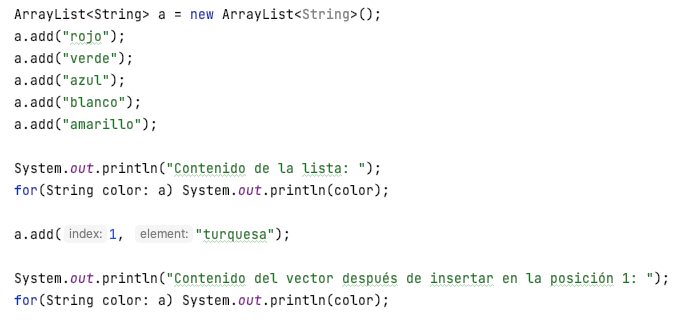 ArrayList<String> a = new ArrayList<String>();
a.add("rojo");
a.add("verde");
a.add("azul");
a.add("blanco");
a.add("amarillo");
System.out.println("Contenido de la lista: ");
for(String color: a) System.out.println(color);
a.add( index: 1, element: "turquesa");
System.out.println("Contenido del vector después de insertar en la posición 1: ");
for(String color: a) System.out.println(color);